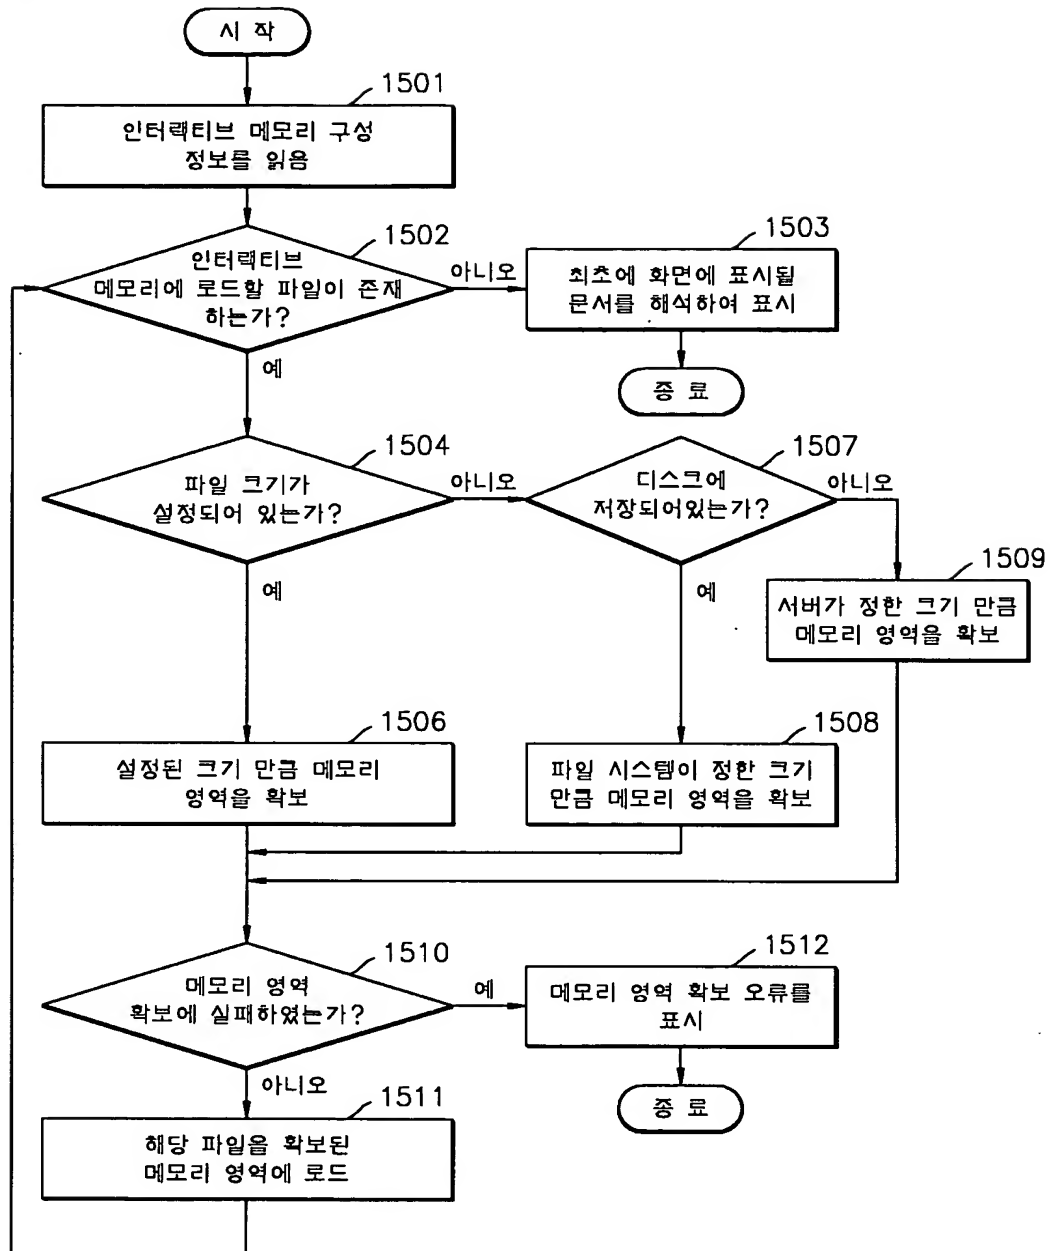 시 작
1501
인터랙티브 메모리 구성
정보를 읽음
1502
인터랙티브
메모리에 로드할 파일이 존재
하는가?
아니오
1503
최초에 화면에 표시될
문서를 해석하여 표시
종 료
예
1504
파일 크기가
설정되어 있는가?
아니오
1507
디스크에
저장되어있는가?
아니오
예
예
1509
서버가 정한 크기 만큼
메모리 영역을 확보
1506
설정된 크기 만큼 메모리
영역을 확보
1508
파일 시스템이 정한 크기
만큼 메모리 영역을 확보
1510
메모리 영역
확보에 실패하였는가?
예
1512
메모리 영역 확보 오류를
표시
종 료
아니오
1511
해당 파일을 확보된
메모리 영역에 로드